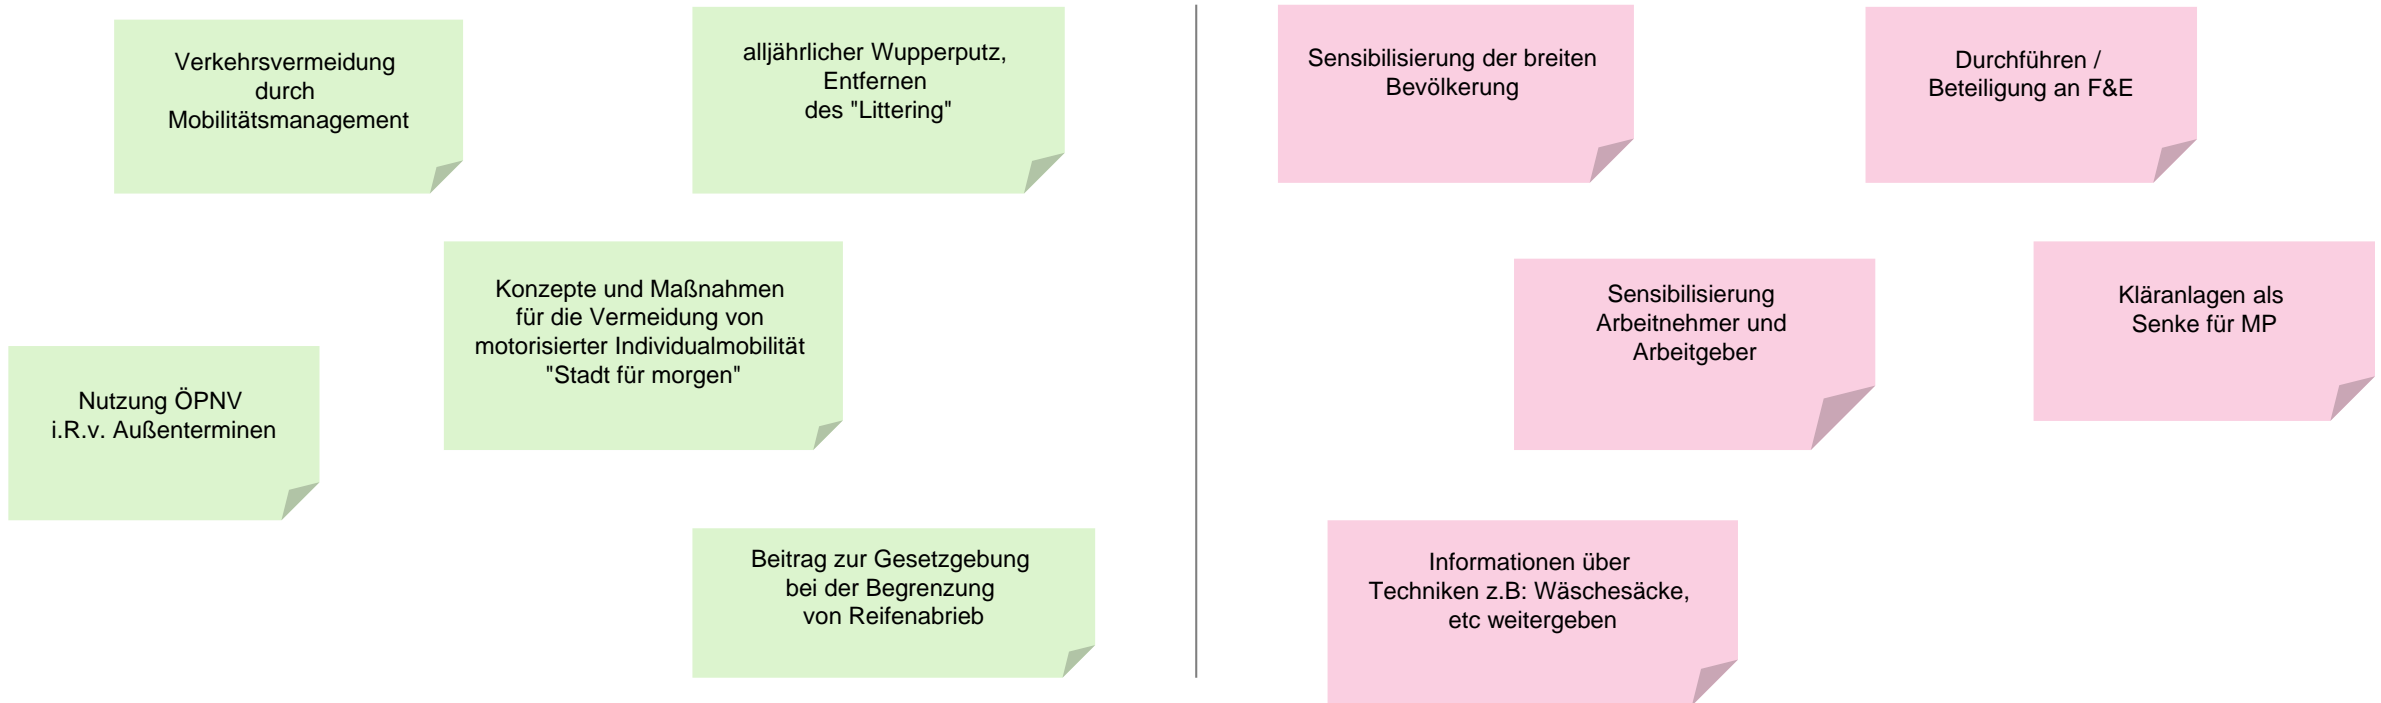 Verkehrsvermeidung
durch
Mobilitätsmanagement
alljährlicher Wupperputz,
Entfernen
des "Littering"
Konzepte und Maßnahmen
für die Vermeidung von
motorisierter Individualmobilität
"Stadt für morgen"
Nutzung ÖPNV
i.R.v. Außenterminen
Beitrag zur Gesetzgebung
bei der Begrenzung
von Reifenabrieb
Sensibilisierung der breiten
Bevölkerung
Durchführen /
Beteiligung an F&E
Sensibilisierung
Arbeitnehmer und
Arbeitgeber
Kläranlagen als
Senke für MP
Informationen über
Techniken z.B: Wäschesäcke,
etc weitergeben